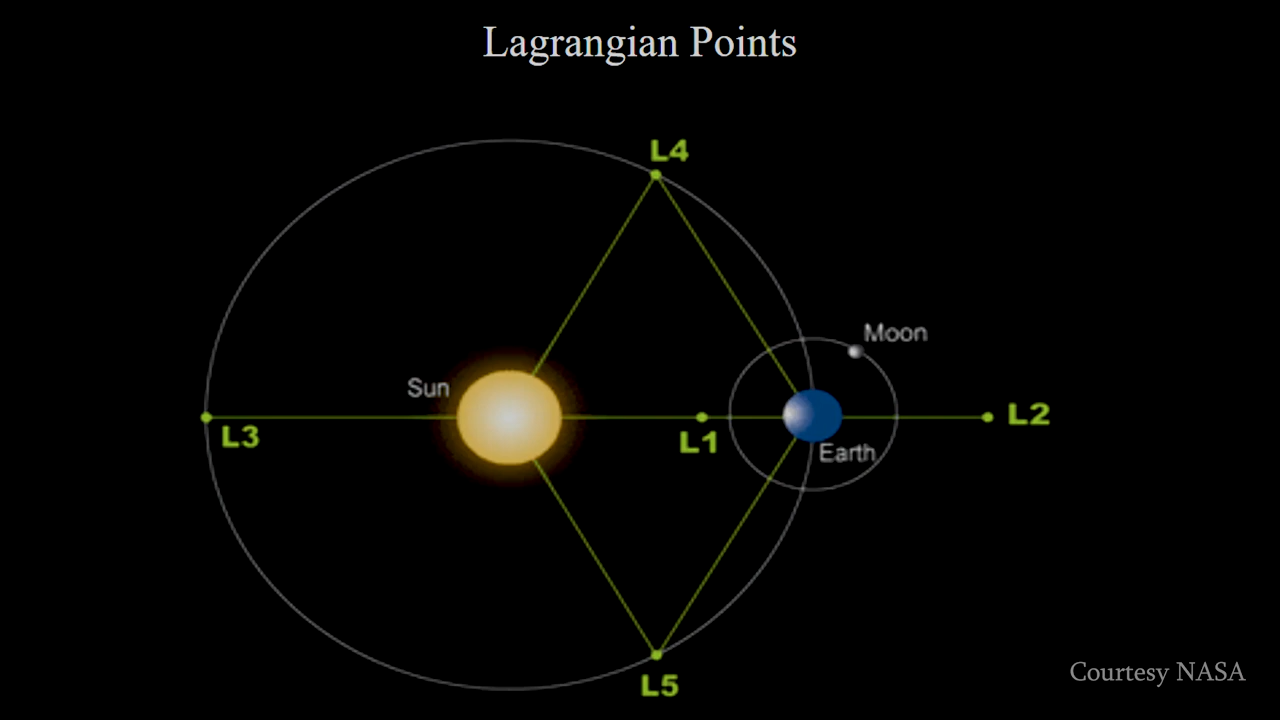 Lagrangian Points
L4
Moon
Sun
L2
L3
L1
Earth
L5
Courtesy NASA